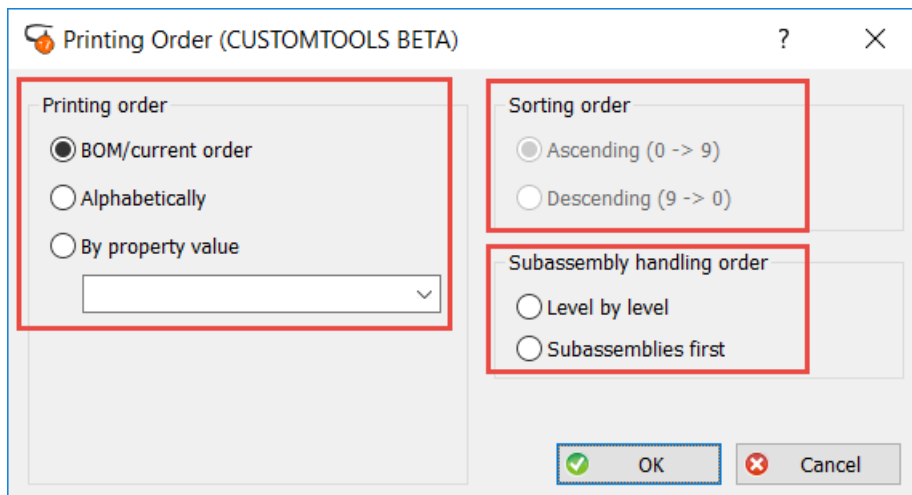 Printing Order (CUSTOMTOOLS BETA)
?
Printing order
BOM/current order
Alphabetically
By property value
Sorting order
Ascending (0 -> 9)
Descending (9 -> 0)
Subassembly handling order
Level by level
Subassemblies first
OK
Cancel